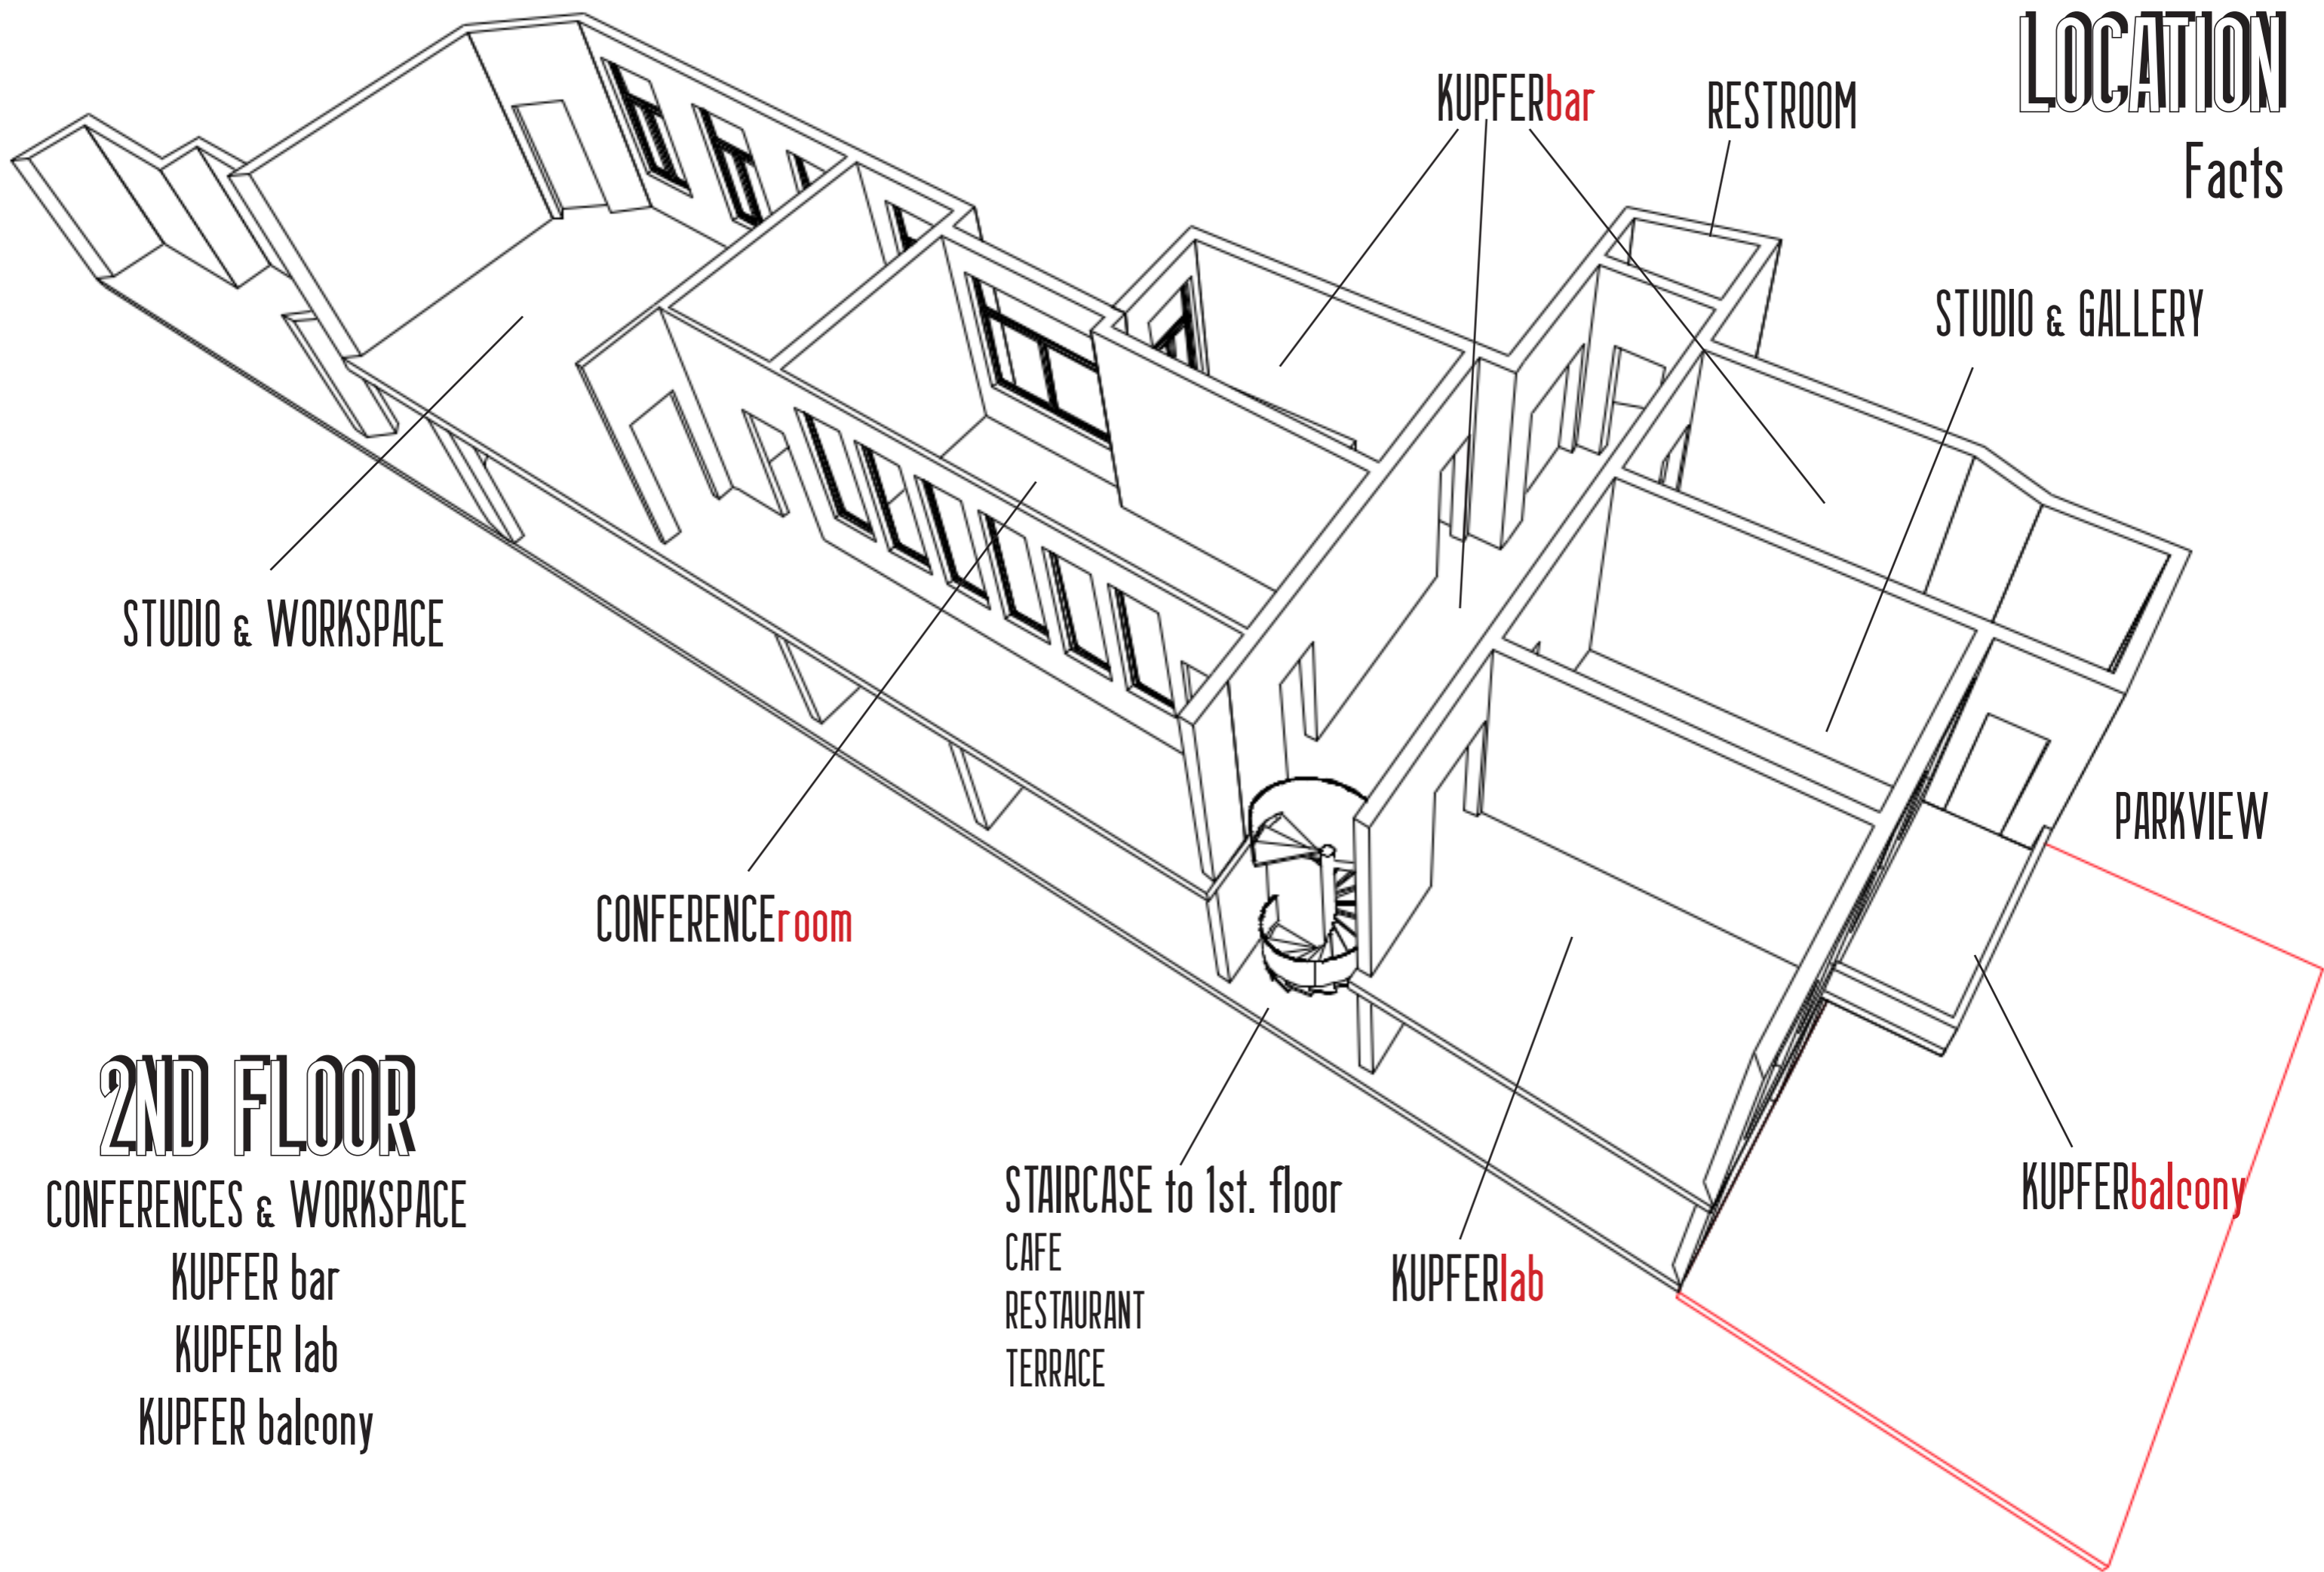 LOCATION
Facts
KUPFERbar
RESTROOM
STUDIO & GALLERY
STUDIO & WORKSPACE
PARKVIEW
CONFERENCEroom
2ND FLOOR
CONFERENCES & WORKSPACE
KUPFER bar
KUPFER lab
KUPFER balcony
STAIRCASE to 1st. floor
CAFE
RESTAURANT
TERRACE
KUPFERlab
KUPFERbalcony